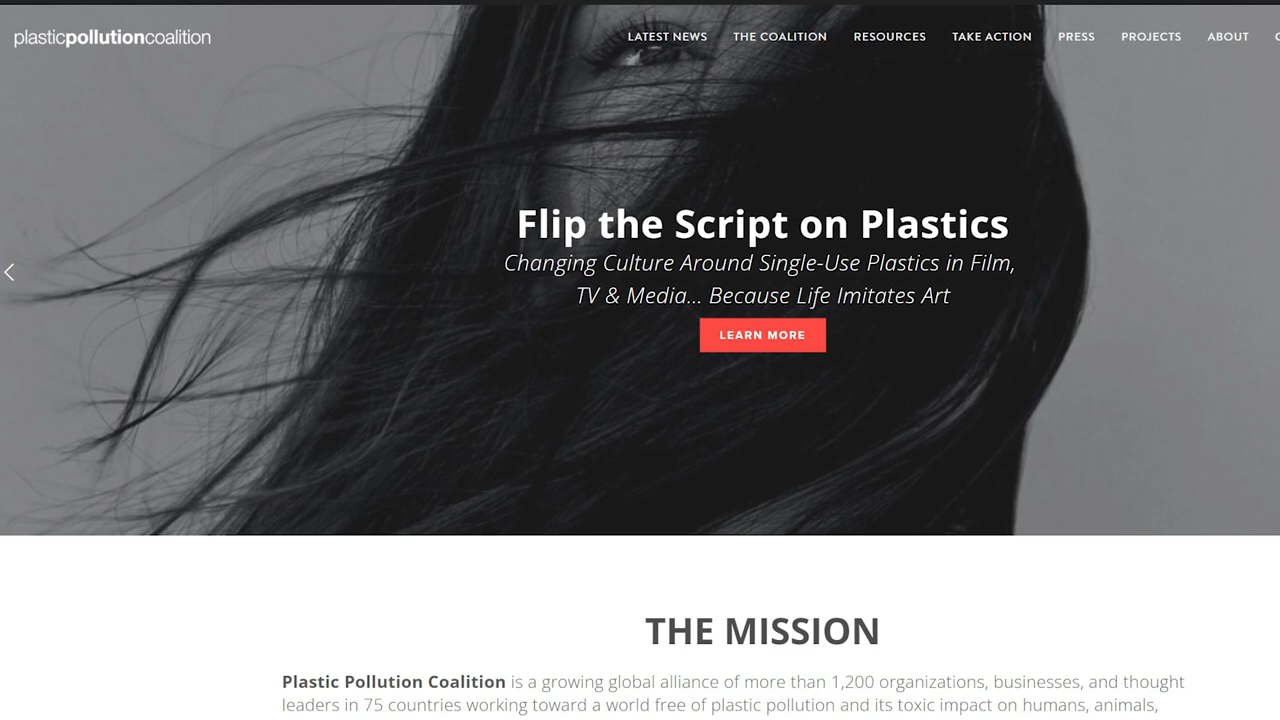 plasticpollutioncoalition
LATEST NEWS THE COALITION RESOURCES TAKE ACTION PRESS PROJECTS ABOUT
Flip the Script on Plastics
Changing Culture Around Single-Use Plastics in Film,
TV & Media... Because Life Imitates Art
LEARN MORE
THE MISSION
Plastic Pollution Coalition is a growing global alliance of more than 1,200 organizations, businesses, and thought
leaders in 75 countries working toward a world free of plastic pollution and its toxic impact on humans, animals,